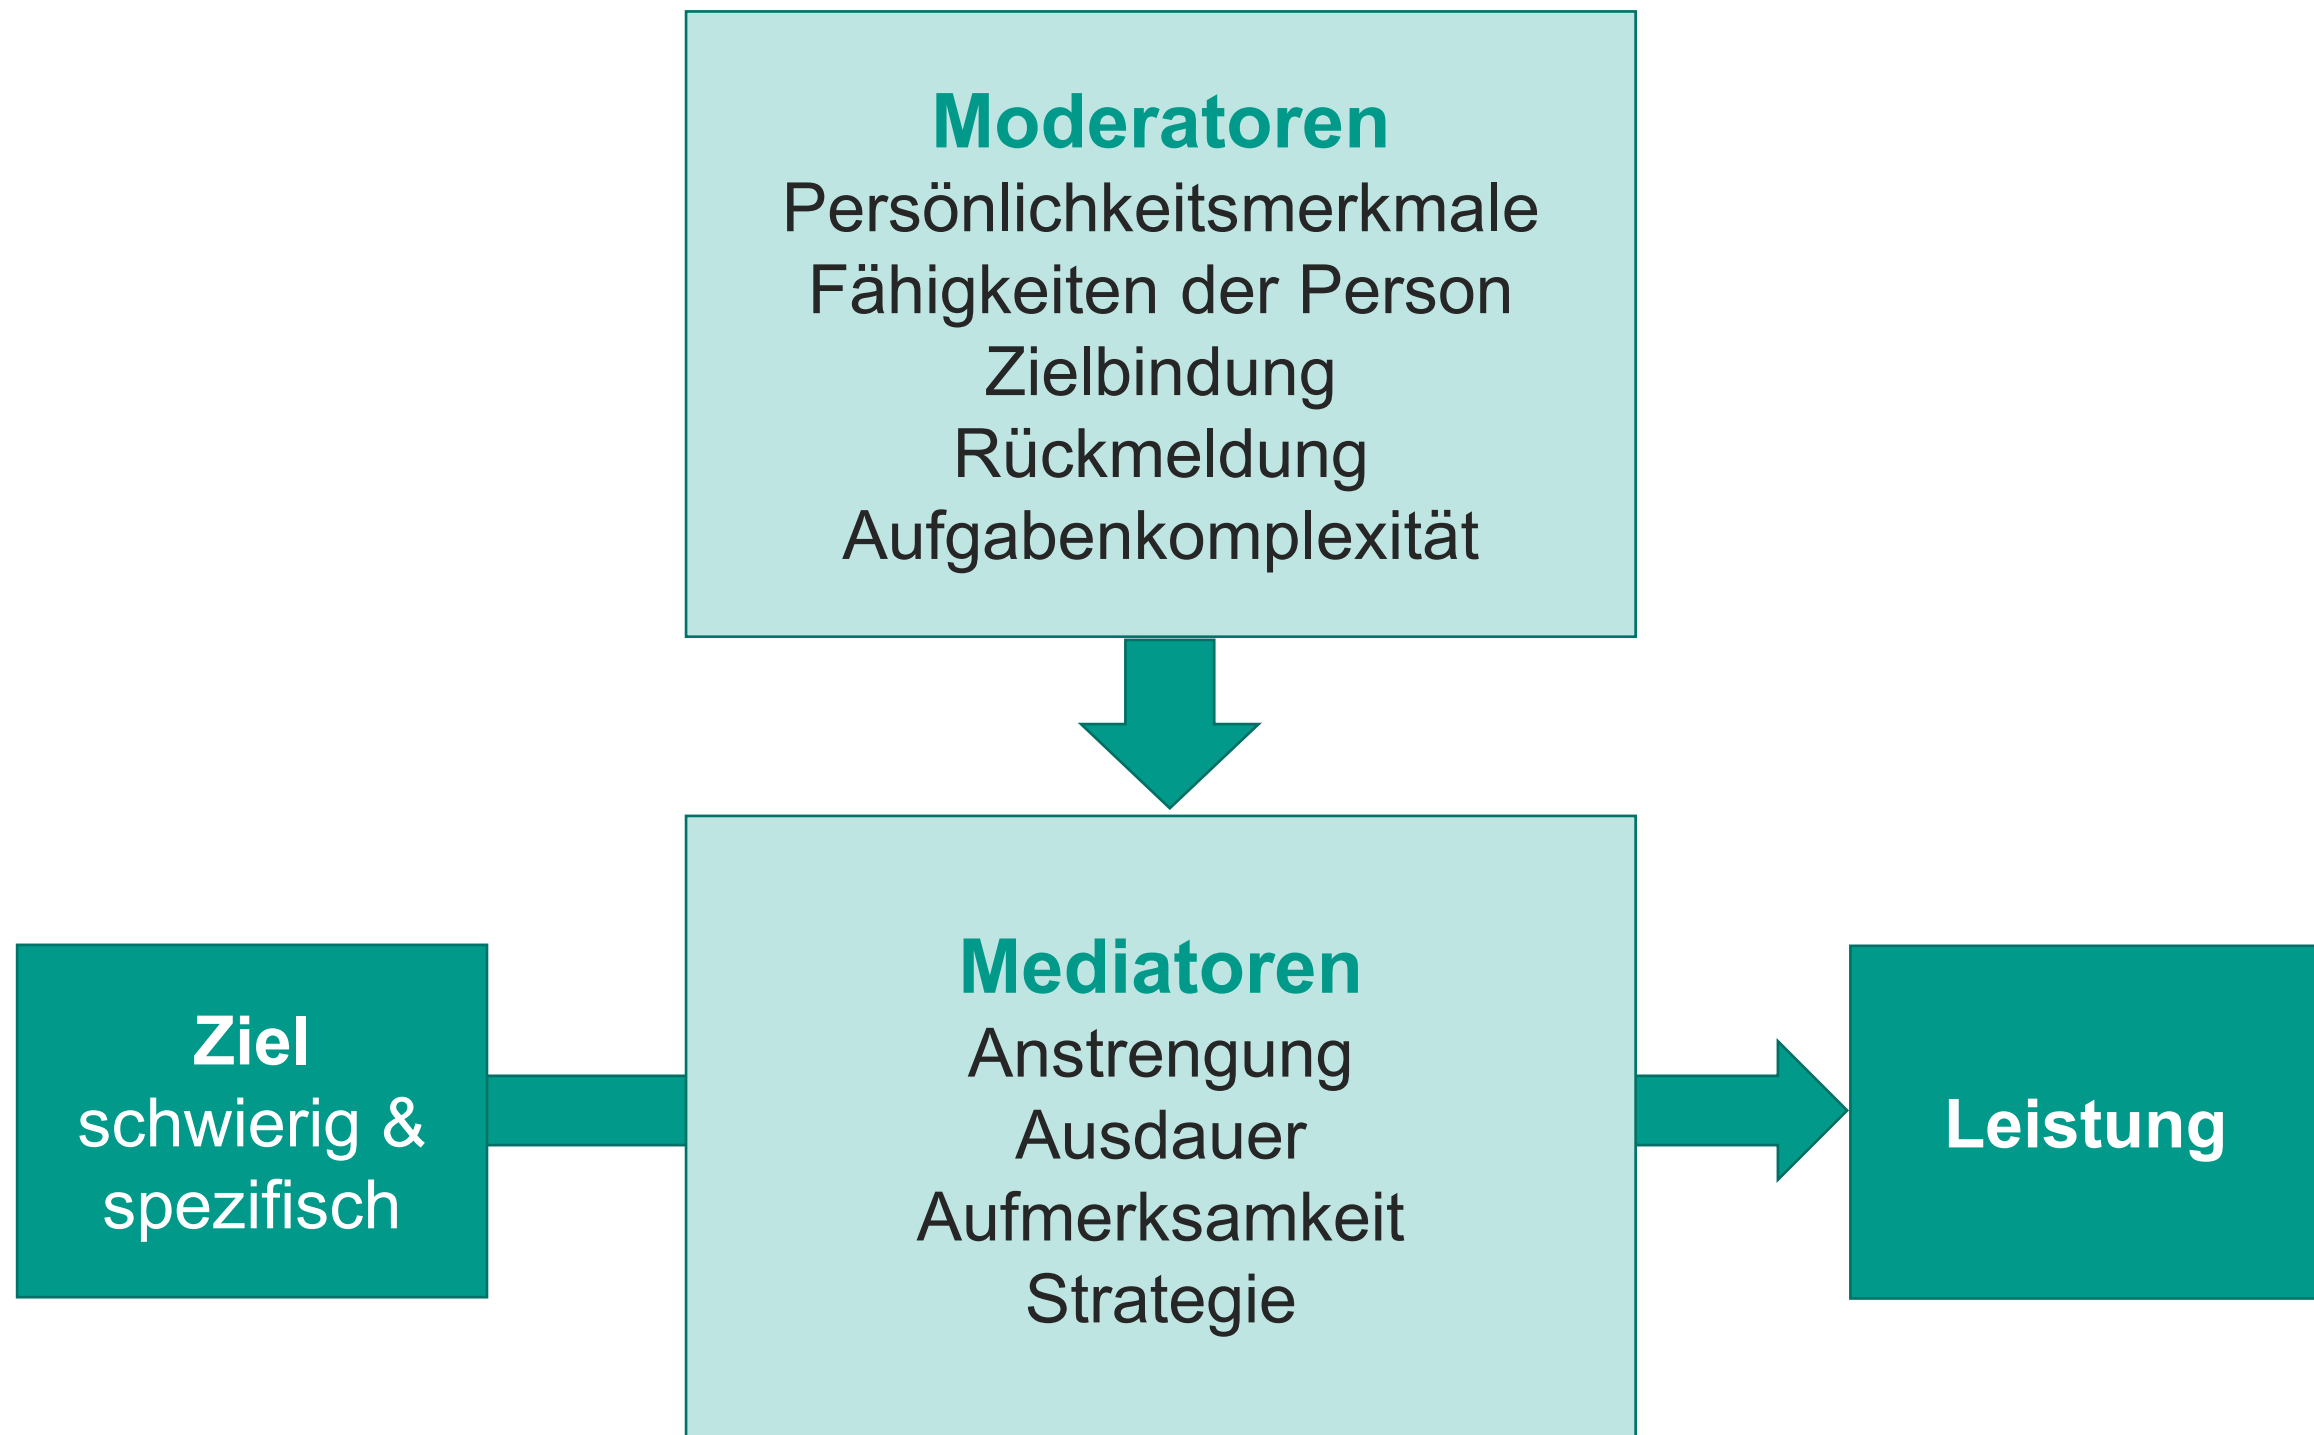 Moderatoren
Persönlichkeitsmerkmale
Fähigkeiten der Person
Zielbindung
Rückmeldung
Aufgabenkomplexität
Ziel
schwierig &
spezifisch
Mediatoren
Anstrengung
Ausdauer
Aufmerksamkeit
Strategie
Leistung